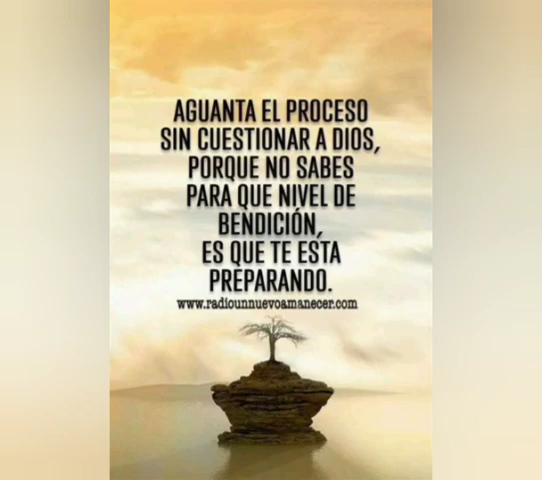 AGUANTA EL PROCESO
SIN CUESTIONAR A DIOS,
PORQUE NO SABES
PARA QUE NIVEL DE
BENDICIÓN,
ES QUE TE ESTA
PREPARANDO.
www.radiounnuevoamanecer.com